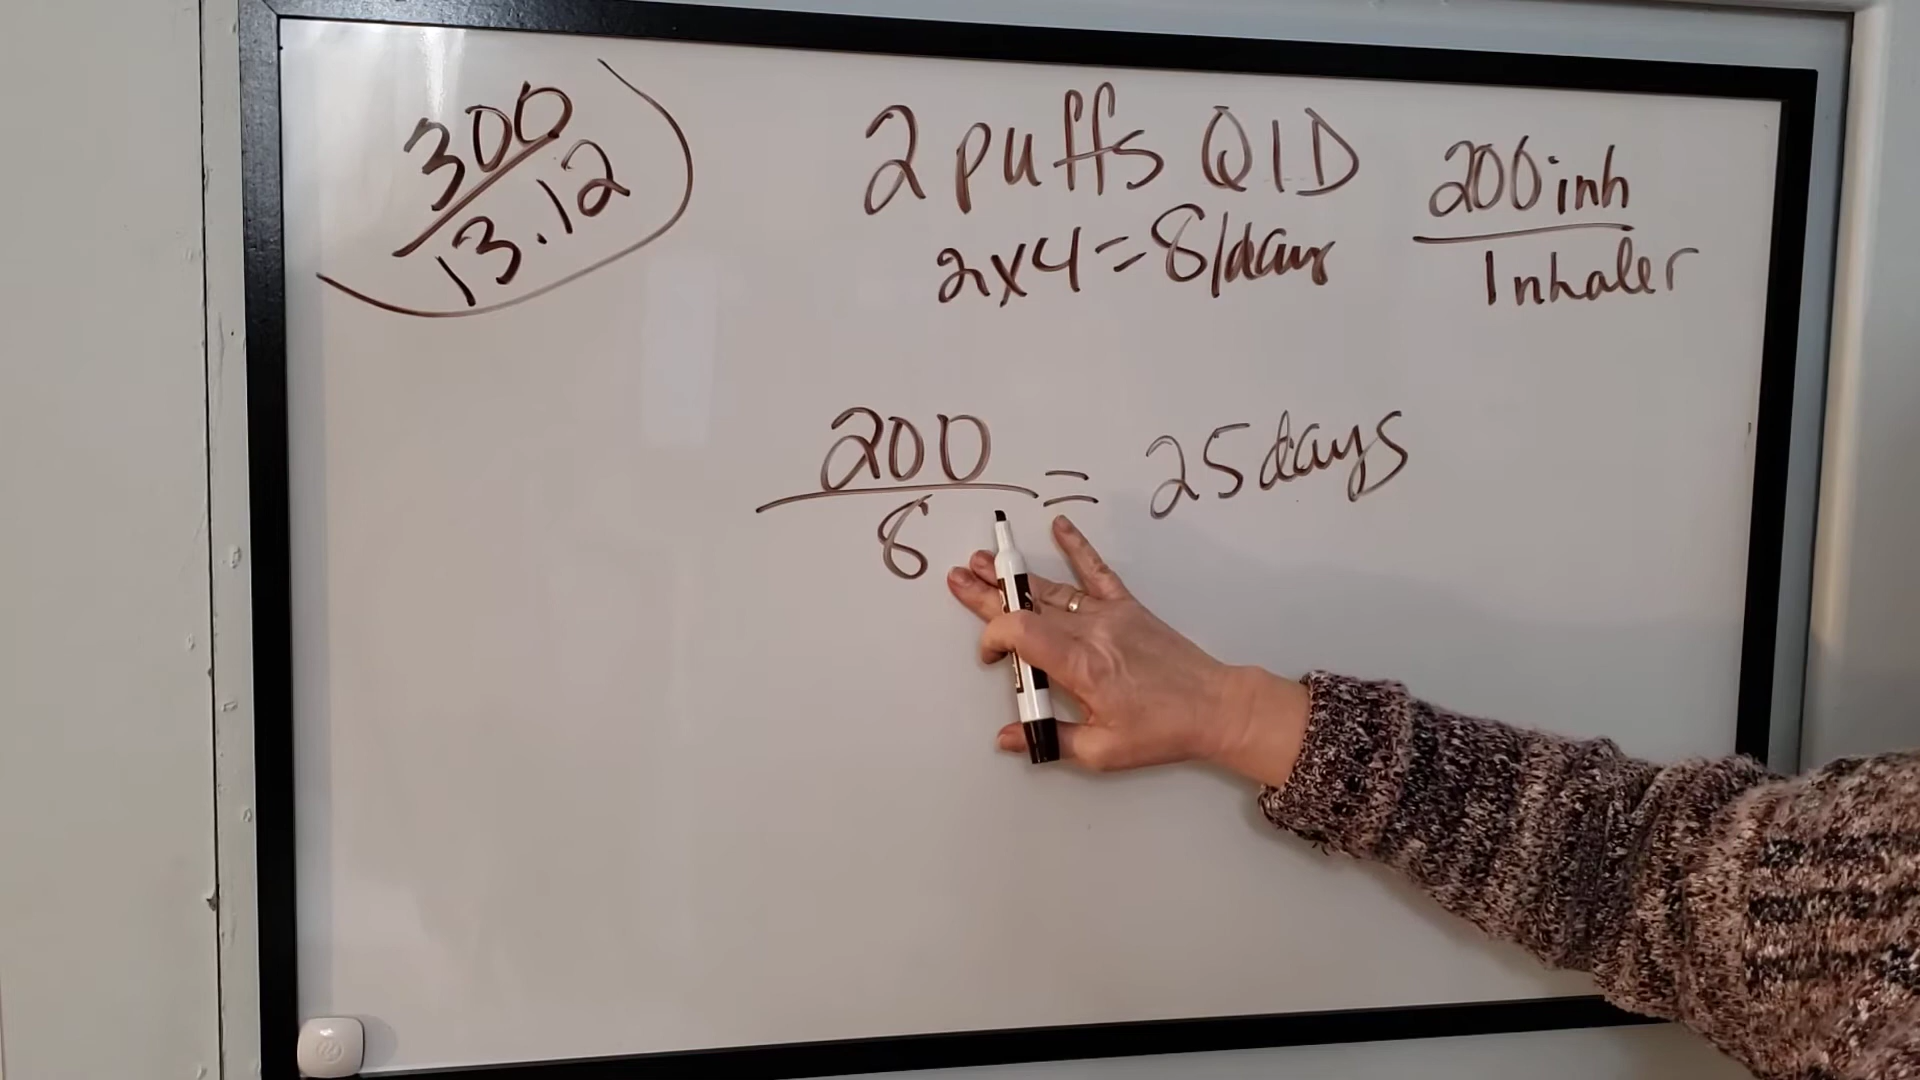 300
13.12
2 puffs QID
2x4=8/day
200 inh
Inhaler
200
8
= 25 days